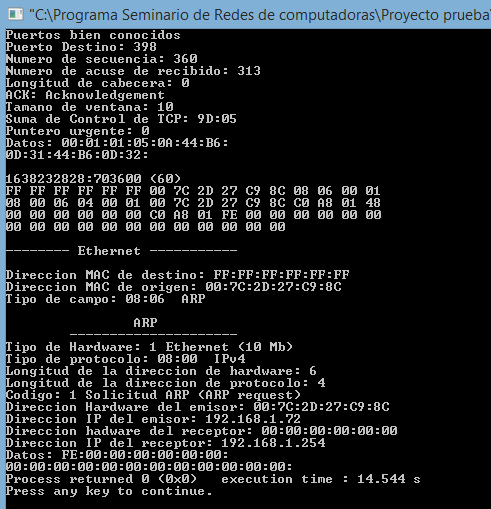 "C:\Programa Seminario de Redes de computadoras\Proyecto prueba\
Puertos bien conocidos
Puerto Destino: 398
Numero de secuencia: 360
Numero de acuse de recibido: 313
Longitud de cabecera: 0
ACK: Acknowledgement
Tamano de ventana: 10
Suma de Control de TCP: 9D:05
Puntero urgente: 0
Datos: 00:01:01:05:0A:44:B6:
0D:31:44:B6:0D:32:
1638232828:703600 (60)
FF FF FF FF FF FF 00 7C 2D 27 C9 8C 08 06 00 01
08 00 06 04 00 01 00 7C 2D 27 C9 8C C0 A8 01 48
00 00 00 00 00 00 C0 A8 01 FE 00 00 00 00 00 00
00 00 00 00 00 00 00 00 00 00 00 00
-------- Ethernet -----------
Direccion MAC de destino: FF:FF:FF:FF:FF:FF
Direccion MAC de origen: 00:7C:2D:27:C9:8C
Tipo de campo: 08:06  ARP
ARP
---------------------
Tipo de Hardware: 1 Ethernet (10 Mb)
Tipo de protocolo: 08:00  IPv4
Longitud de la direccion de hardware: 6
Longitud de la direccion de protocolo: 4
Codigo: 1 Solicitud ARP (ARP request)
Direccion Hardware del emisor: 00:7C:2D:27:C9:8C
Direccion IP del emisor: 192.168.1.72
Direccion hadware del receptor: 00:00:00:00:00:00
Direccion IP del receptor: 192.168.1.254
Datos: FE:00:00:00:00:00:00:
00:00:00:00:00:00:00:00:00:00:00:00:
Process returned 0 (0x0)   execution time : 14.544 s
Press any key to continue.